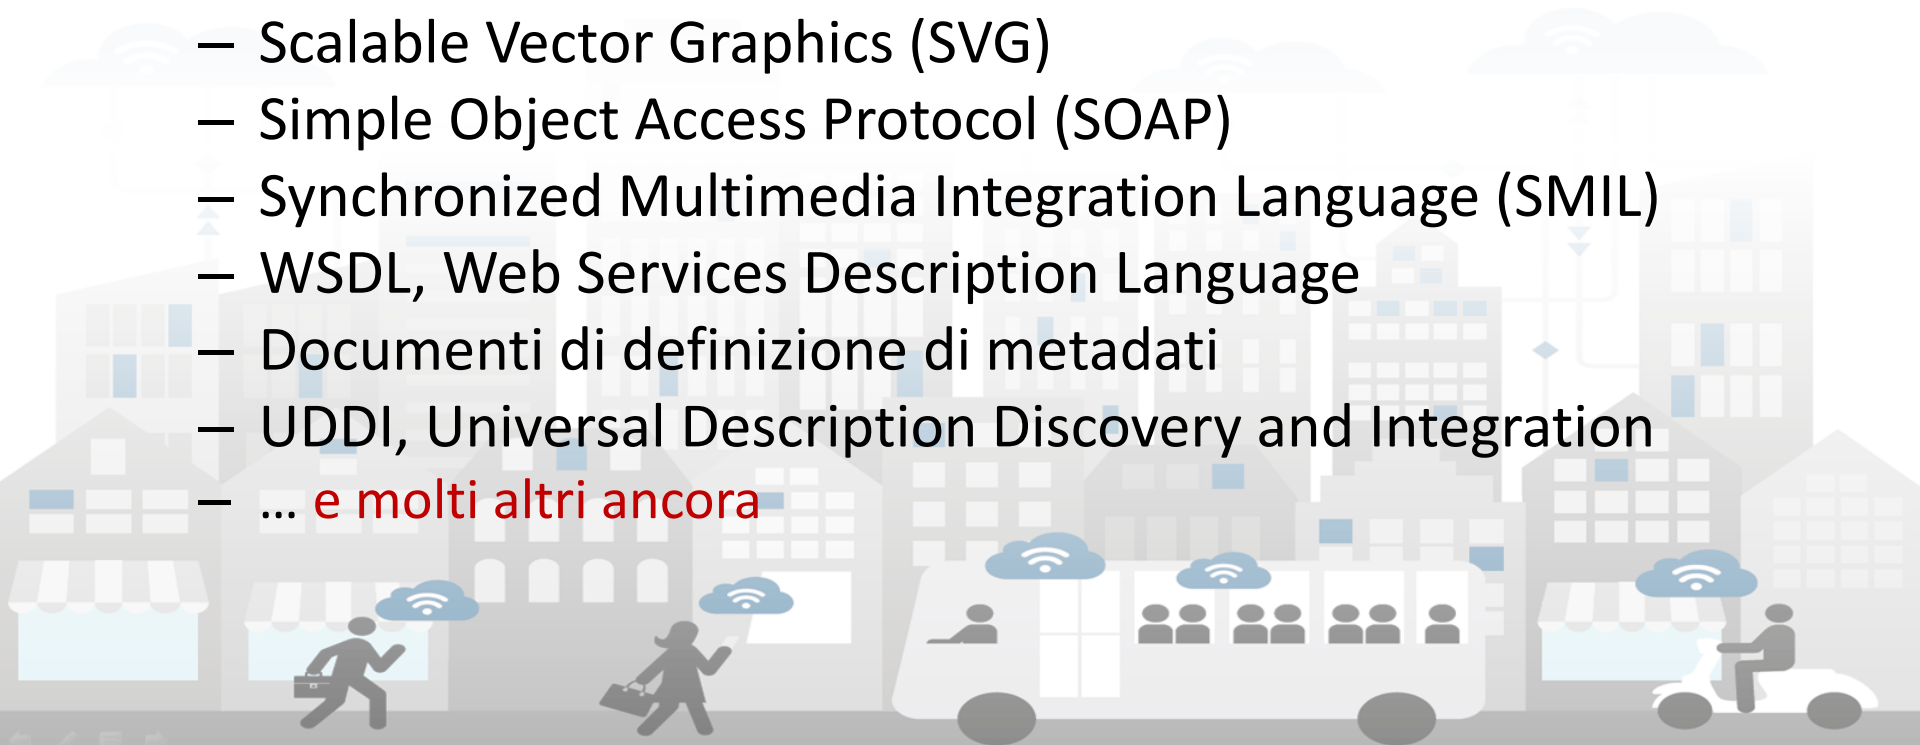 – Scalable Vector Graphics (SVG)
– Simple Object Access Protocol (SOAP)
– Synchronized Multimedia Integration Language (SMIL)
– WSDL, Web Services Description Language
– Documenti di definizione di metadati
– UDDI, Universal Description Discovery and Integration
– … e molti altri ancora